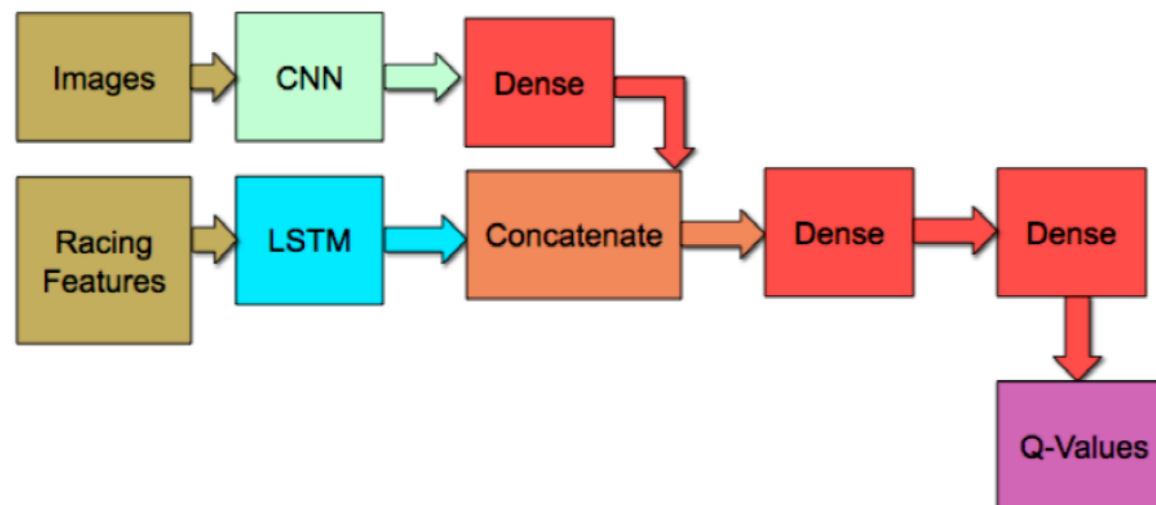 Images
CNN
Dense
Racing
Features
LSTM
Concatenate
Dense
Dense
Q-Values